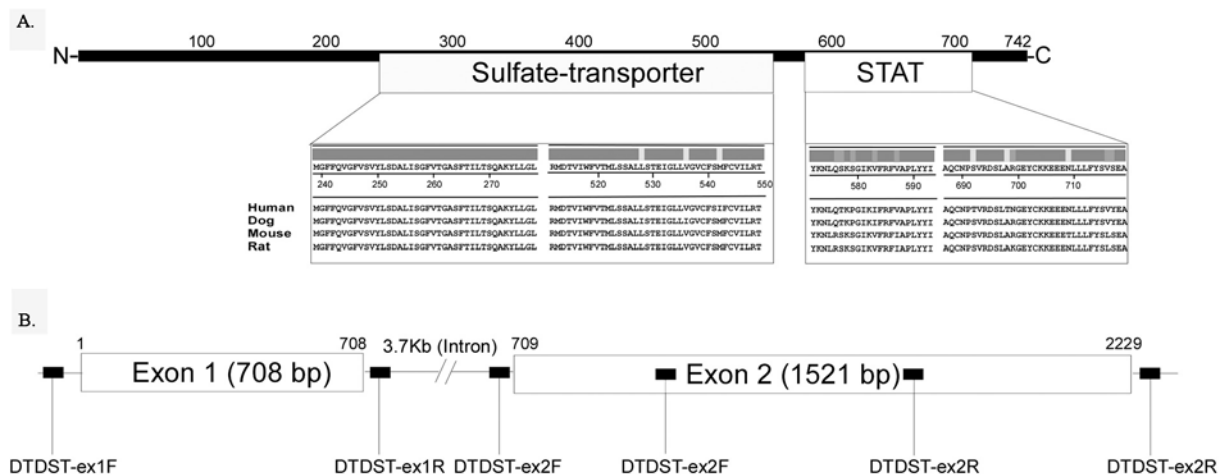 A.
100 200 300 400 500 600 700 742
N- -C
Sulfate-transporter STAT
MGFFQVGFVSVYLSDALISGFVTGASFTILTSQAKYLLGL RMDTVIWFVTMLSSALLSTEIGLLVGVCFSMFCVILRT YKNLQSKSGIKVFRFVAPLYYI AQCNPSVRDSLARGEYCKKEEENLLLFYSVSEA
240 250 260 270 520 530 540 550 580 590 690 700 710
Human MGFFQVGFVSVYLSDALISGFVTGASFTILTSQAKYLLGL RMDTVIWFVTMLSSALLSTEIGLLVGVCFSIFCVILRT YKNLQTKPGIKIFRFVAPLYYI AQCNPTVRDSLTNGEYCKKEEENLLLFYSVYEA
Dog MGFFQVGFVSVYLSDALISGFVTGASFTILTSQAKYLLGL RMDTVIWFVTMLSSALISTEIGLLIGVCFSMFCVILRT YKNLQTKPGIKIFRFVAPLYYI AQCNPSVRDSLARGEYCKKEEENLLLFYSVSEA
Mouse MGFFQVGFVSVYLSDALISGFVTGASFTILTSQAKYLLGL RMDTVIWFVTMLSSALLSTEIGLLVGVCFSMFCVILRT YKNLRSKSGIKVFRFIAPLYYI AQCNPSVRDSLARGEYCKKEEETLLLFYSLSEA
Rat MGFFQVGFVSVYLSDALISGFVTGASFTILTSQAKYLLGL RMDTVIWFVTMLSSALLSTEIGLLVGVCFSMFCVILRT YKNLRSKSGIKVFRFIAPLYYI AQCNPSVRDSLARGEYCKKEEENLLLFYSLSEA
B.
1 708 3.7Kb (Intron) 709 2229
Exon 1 (708 bp) Exon 2 (1521 bp)
DTDST-ex1F DTDST-ex1R DTDST-ex2F DTDST-ex2F DTDST-ex2R DTDST-ex2R